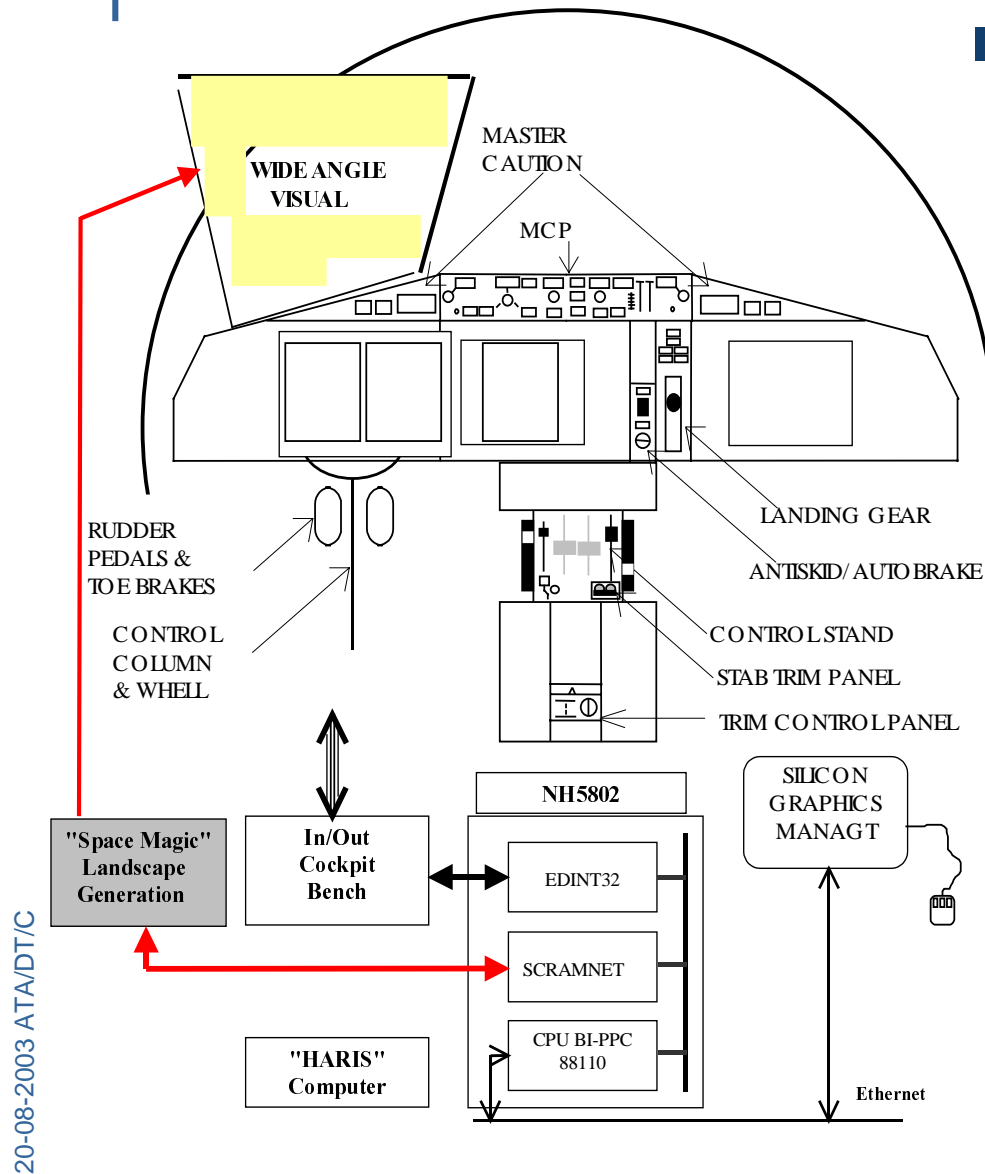 MASTER
CAUTION
WIDE ANGLE
VISUAL
MCP
RUDDER
PEDALS &
TOE BRAKES
LANDING GEAR
ANTISKID/AUTOBRAKE
CONTROL
COLUMN
& WHELL
CONTROL STAND
STAB TRIM PANEL
TRIM CONTROL PANEL
NH5802
SILICON
GRAPHICS
MANAGT
"Space Magic"
Landscape
Generation
In/Out
Cockpit
Bench
EDINT32
SCRAMNET
CPU BI-PPC
88110
"HARIS"
Computer
Ethernet
20-08-2003 ATA/DT/C